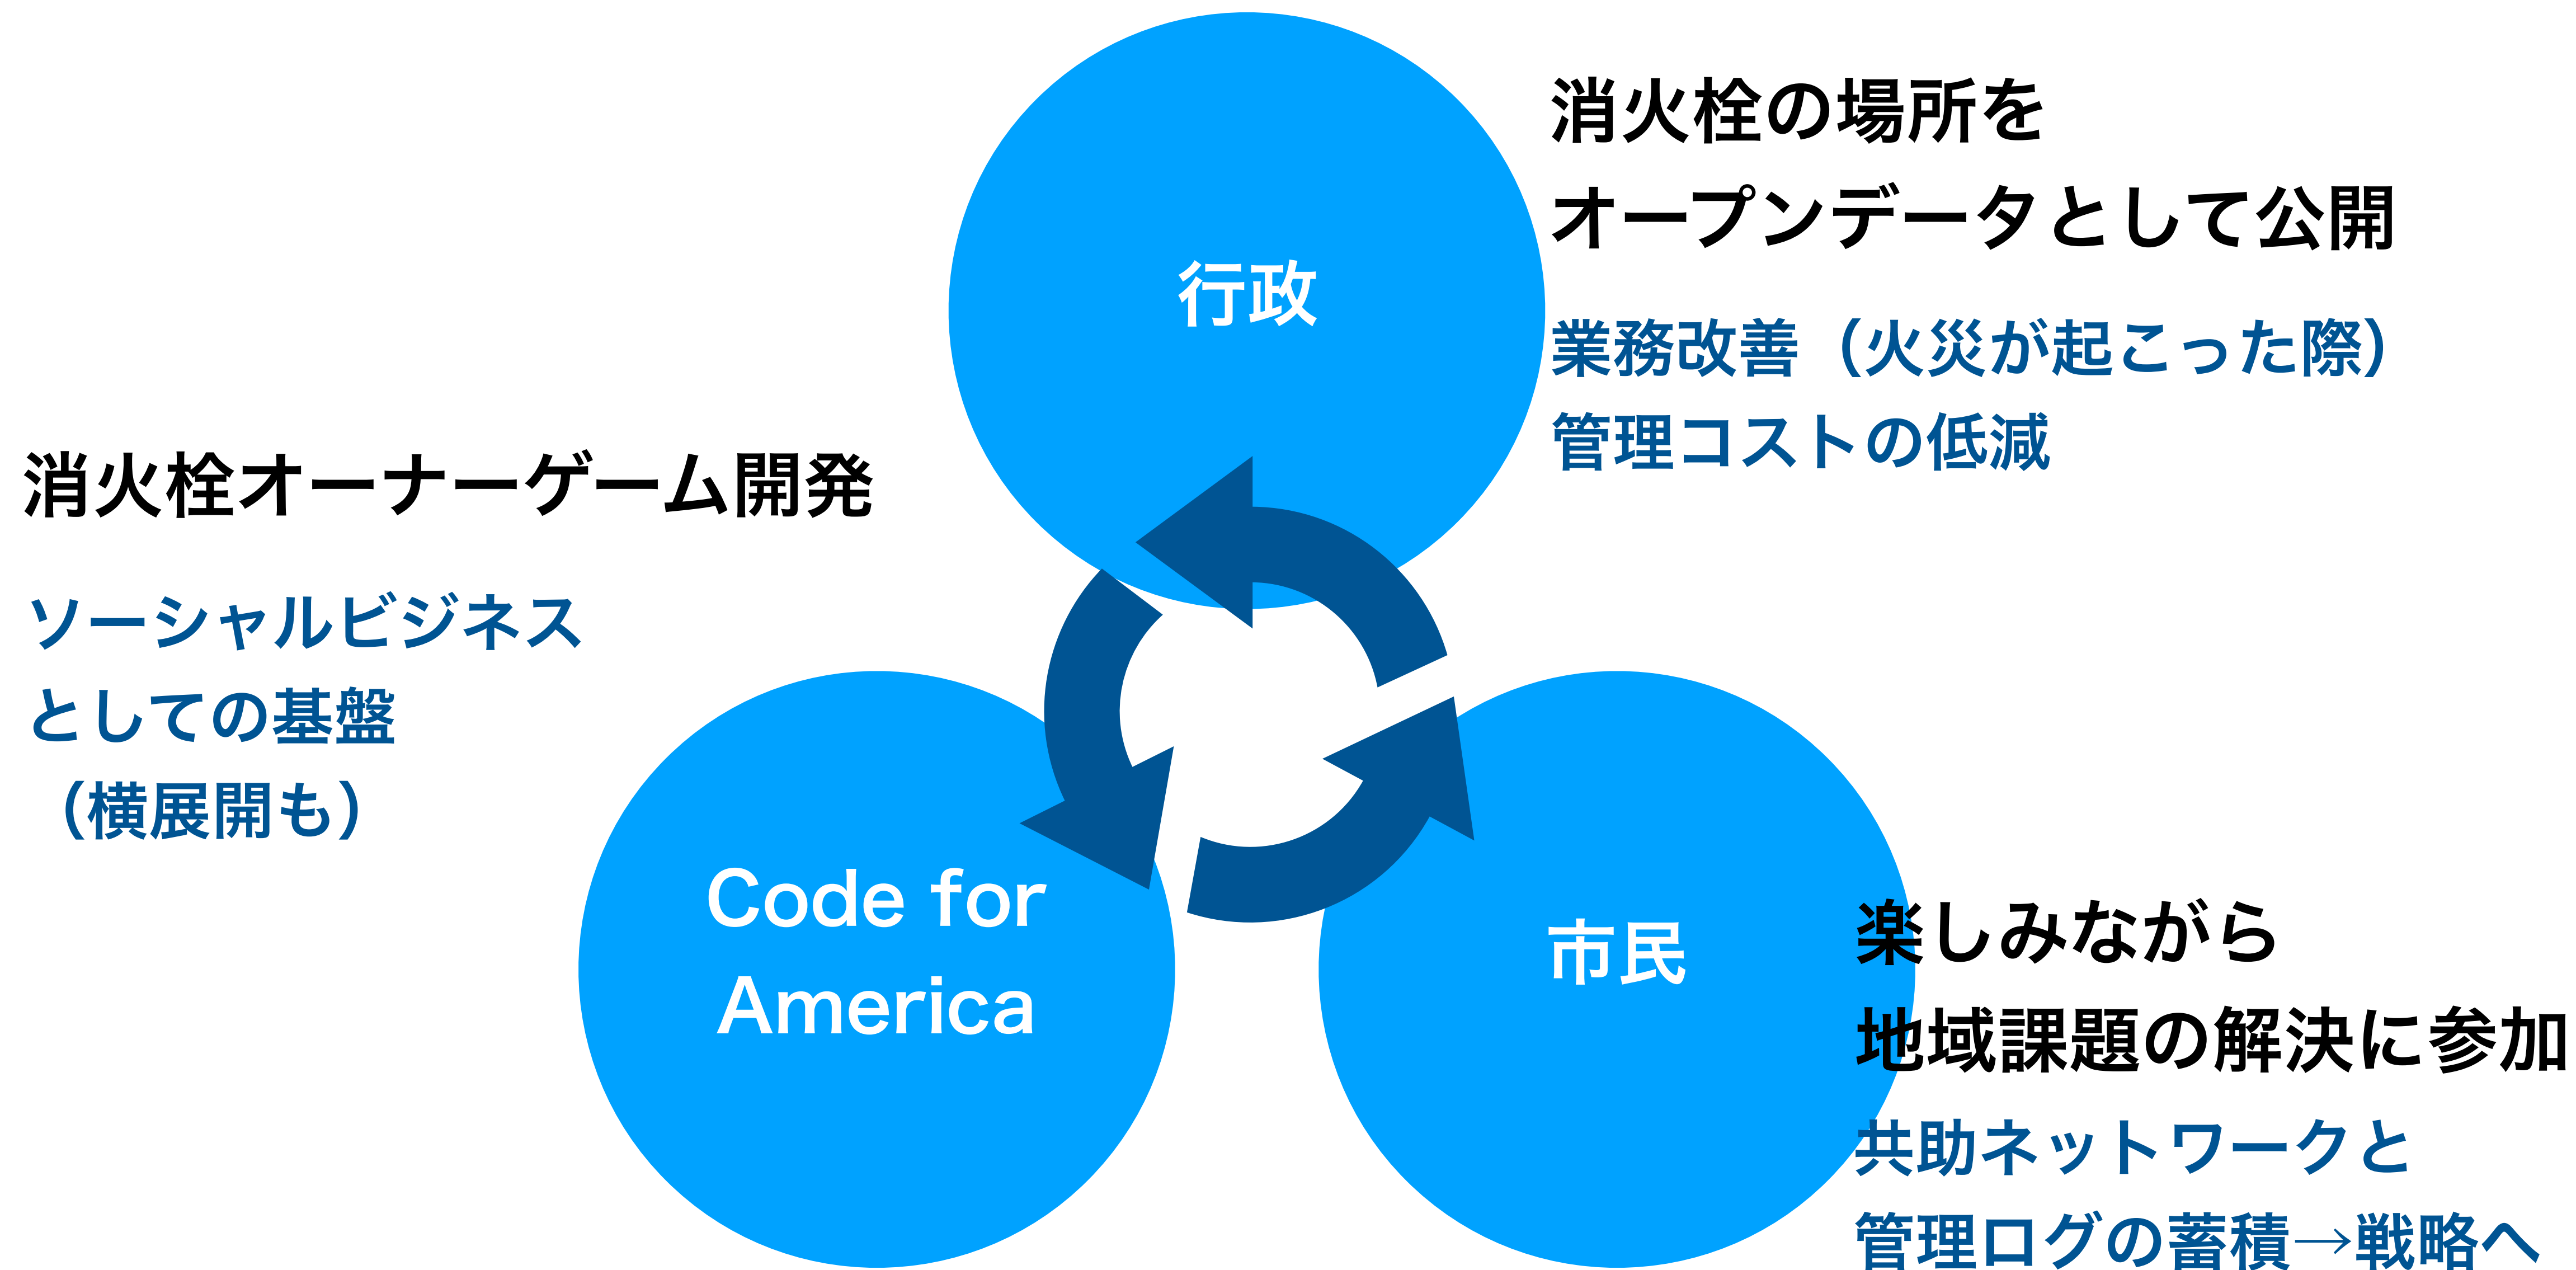 行政
消火栓の場所を
オープンデータとして公開
業務改善（火災が起こった際）
管理コストの低減
消火栓オーナーゲーム開発
ソーシャルビジネス
としての基盤
（横展開も）
Code for
America
市民
楽しみながら
地域課題の解決に参加
共助ネットワークと
管理ログの蓄積→戦略へ